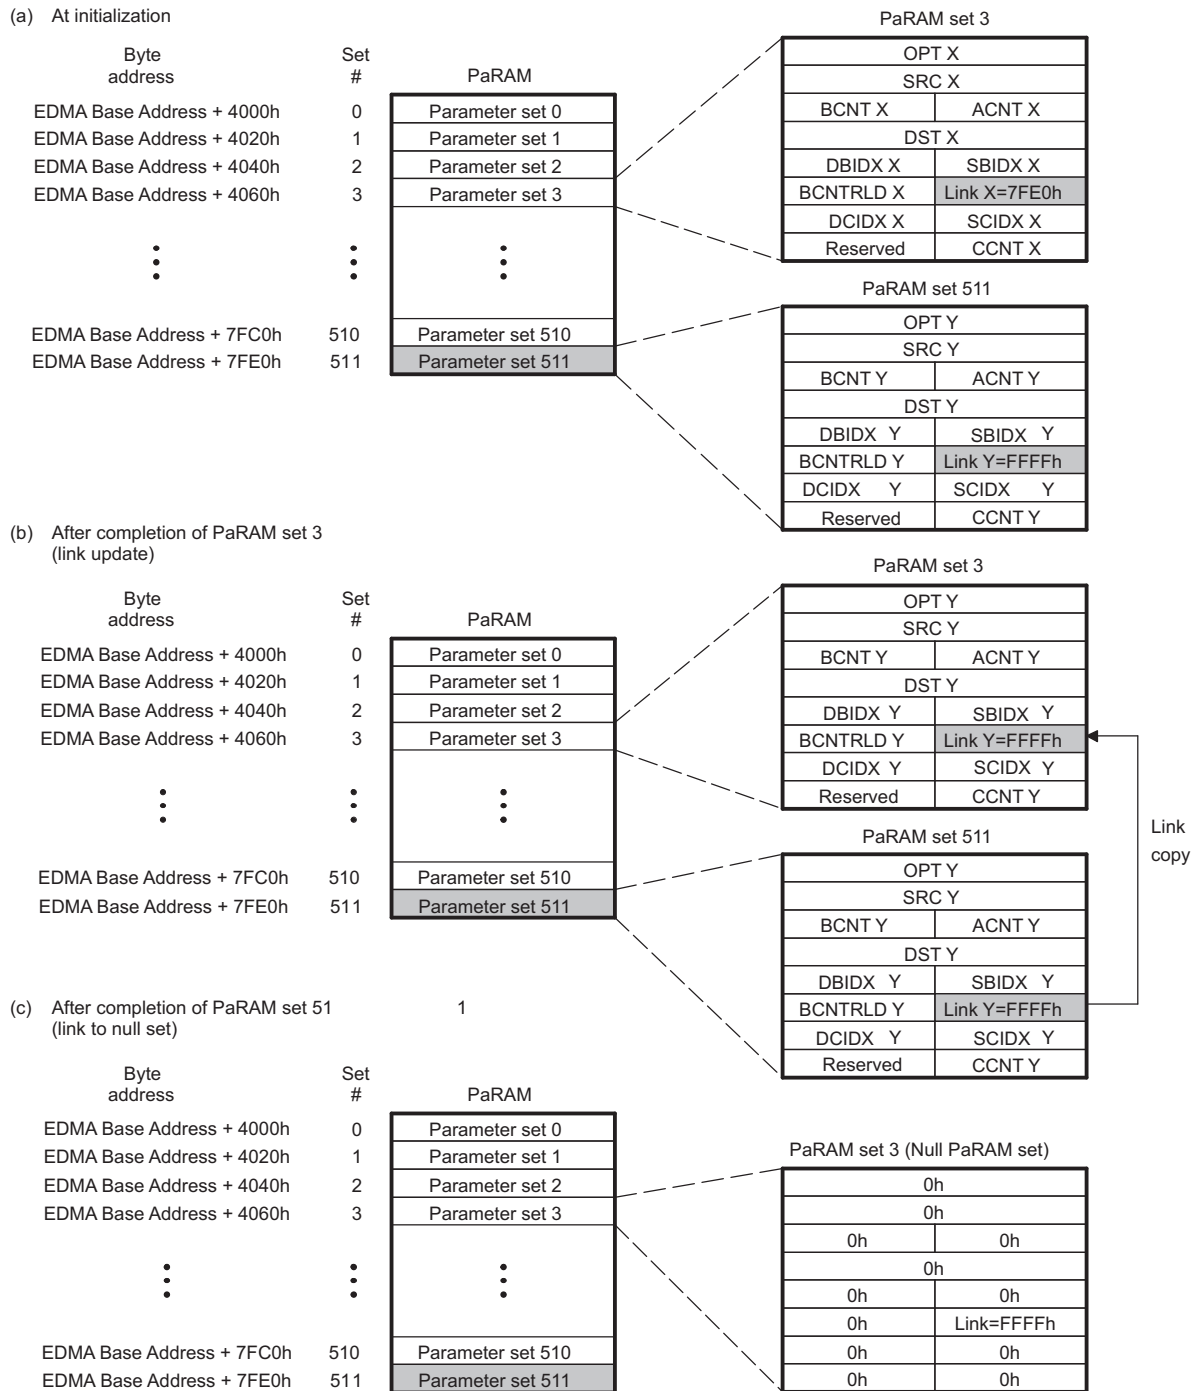 (a) At initialization
Byte address Set #
PaRAM
EDMA Base Address + 4000h 0 Parameter set 0
EDMA Base Address + 4020h 1 Parameter set 1
EDMA Base Address + 4040h 2 Parameter set 2
EDMA Base Address + 4060h 3 Parameter set 3
EDMA Base Address + 7FC0h 510 Parameter set 510
EDMA Base Address + 7FE0h 511 Parameter set 511
PaRAM set 3
OPT X
SRC X
BCNT X ACNT X
DST X
DBIDX X SBIDX X
BCNTRLD X Link X=7FE0h
DCIDX X SCIDX X
Reserved CCNT X
PaRAM set 511
OPT Y
SRC Y
BCNT Y ACNT Y
DST Y
DBIDX Y SBIDX Y
BCNTRLD Y Link Y=FFFFh
DCIDX Y SCIDX Y
Reserved CCNT Y
(b) After completion of PaRAM set 3
(link update)
Byte address Set #
PaRAM
EDMA Base Address + 4000h 0 Parameter set 0
EDMA Base Address + 4020h 1 Parameter set 1
EDMA Base Address + 4040h 2 Parameter set 2
EDMA Base Address + 4060h 3 Parameter set 3
EDMA Base Address + 7FC0h 510 Parameter set 510
EDMA Base Address + 7FE0h 511 Parameter set 511
PaRAM set 3
OPT Y
SRC Y
BCNT Y ACNT Y
DST Y
DBIDX Y SBIDX Y
BCNTRLD Y Link Y=FFFFh
DCIDX Y SCIDX Y
Reserved CCNT Y
Link
copy
PaRAM set 511
OPT Y
SRC Y
BCNT Y ACNT Y
DST Y
DBIDX Y SBIDX Y
BCNTRLD Y Link Y=FFFFh
DCIDX Y SCIDX Y
Reserved CCNT Y
(c) After completion of PaRAM set 51 1
(link to null set)
Byte address Set #
PaRAM
EDMA Base Address + 4000h 0 Parameter set 0
EDMA Base Address + 4020h 1 Parameter set 1
EDMA Base Address + 4040h 2 Parameter set 2
EDMA Base Address + 4060h 3 Parameter set 3
EDMA Base Address + 7FC0h 510 Parameter set 510
EDMA Base Address + 7FE0h 511 Parameter set 511
PaRAM set 3 (Null PaRAM set)
0h
0h
0h 0h
0h
0h 0h
0h Link=FFFFh
0h 0h
0h 0h